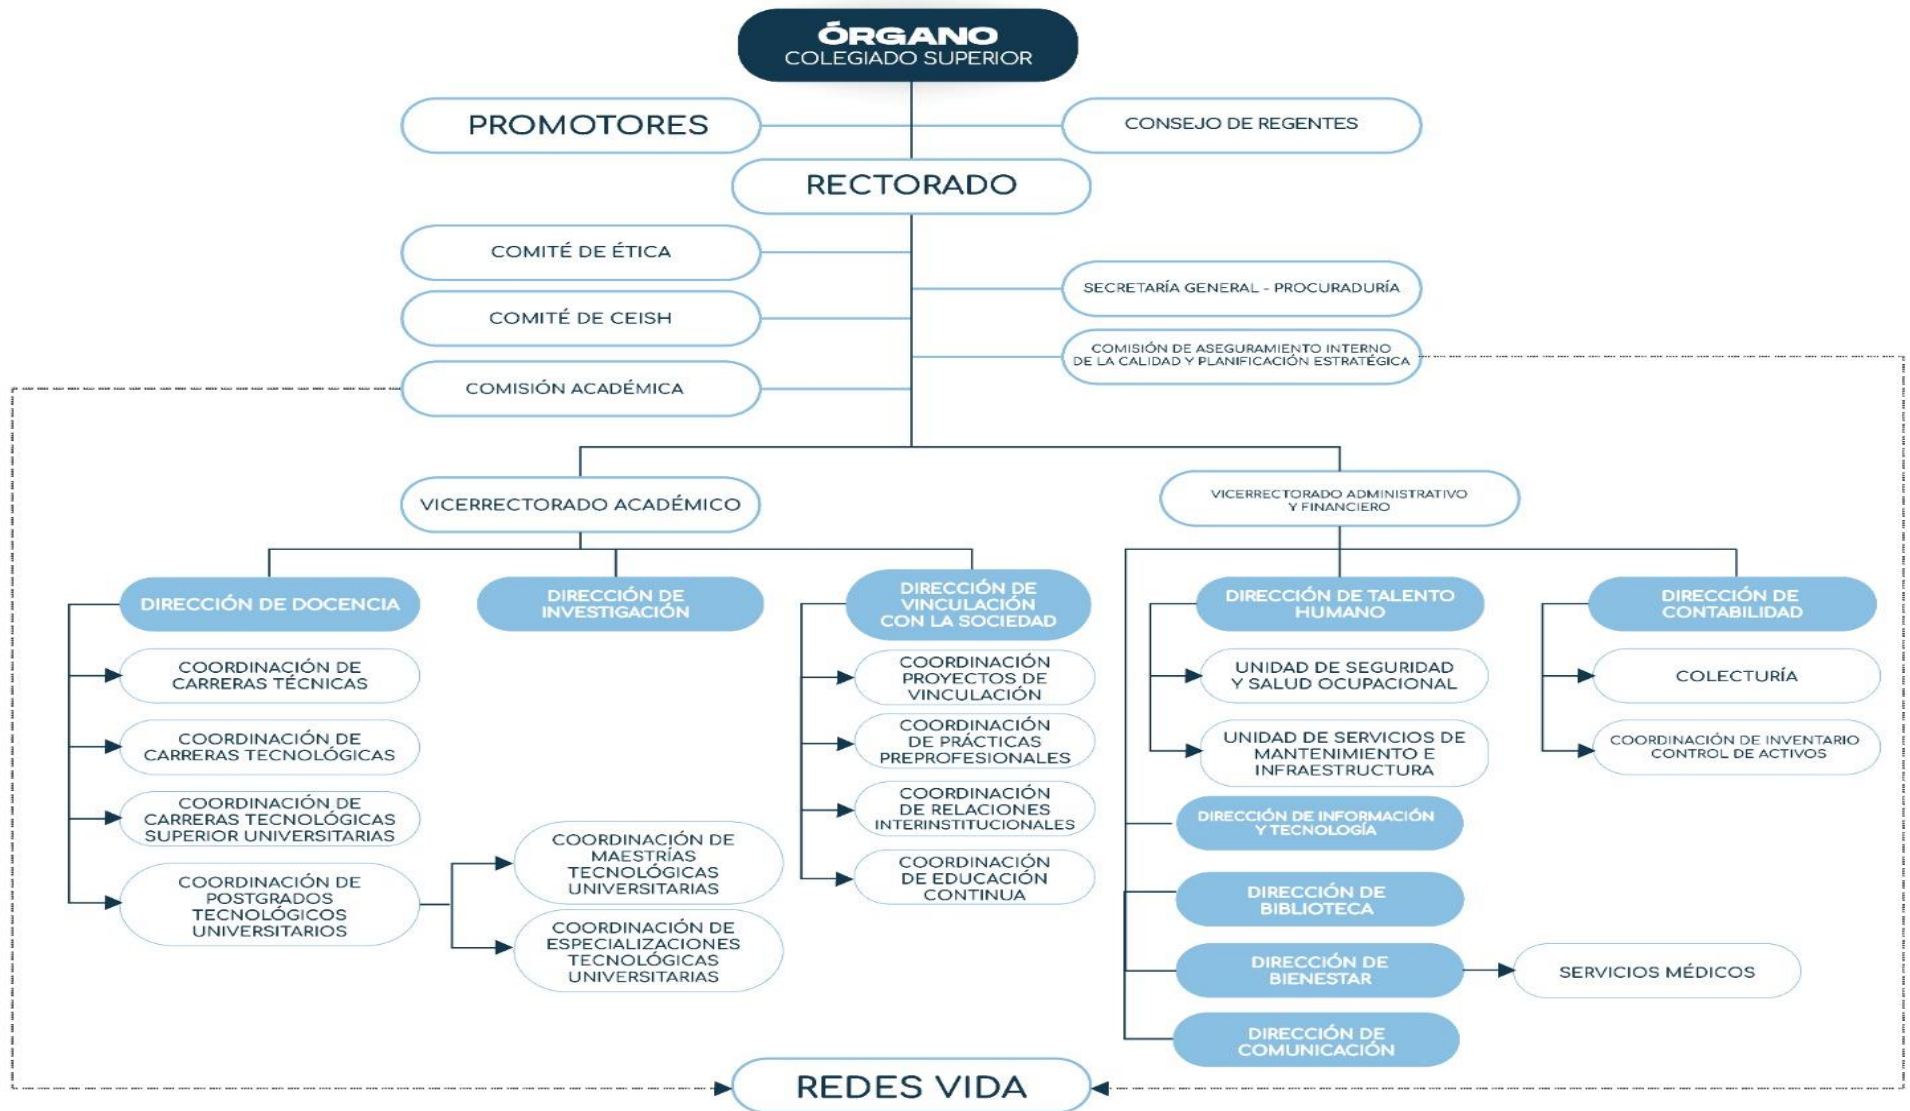 ÓRGANO
COLEGIADO SUPERIOR
PROMOTORES
CONSEJO DE REGENTES
RECTORADO
COMITÉ DE ÉTICA
SECRETARÍA GENERAL - PROCURADURÍA
COMITÉ DE CEISH
COMISIÓN DE ASEGURAMIENTO INTERNO
DE LA CALIDAD Y PLANIFICACIÓN ESTRATÉGICA
COMISIÓN ACADÉMICA
VICERRECTORADO ACADÉMICO
VICERRECTORADO ADMINISTRATIVO
Y FINANCIERO
DIRECCIÓN DE DOCENCIA
COORDINACIÓN DE
CARRERAS TÉCNICAS
COORDINACIÓN DE
CARRERAS TECNOLÓGICAS
COORDINACIÓN DE
CARRERAS TECNOLÓGICAS
SUPERIOR UNIVERSITARIAS
COORDINACIÓN DE
POSTGRADOS
TECNOLÓGICOS
UNIVERSITARIOS
COORDINACIÓN DE
MAESTRÍAS
TECNOLÓGICAS
UNIVERSITARIAS
COORDINACIÓN DE
ESPECIALIZACIONES
TECNOLÓGICAS
UNIVERSITARIAS
DIRECCIÓN DE
INVESTIGACIÓN
DIRECCIÓN DE
VINCULACIÓN
CON LA SOCIEDAD
COORDINACIÓN
PROYECTOS DE
VINCULACIÓN
COORDINACIÓN
DE PRÁCTICAS
PREPROFESIONALES
COORDINACIÓN
DE RELACIONES
INTERINSTITUCIONALES
COORDINACIÓN
DE EDUCACIÓN
CONTINUA
DIRECCIÓN DE TALENTO
HUMANO
UNIDAD DE SEGURIDAD
Y SALUD OCUPACIONAL
UNIDAD DE SERVICIOS DE
MANTENIMIENTO E
INFRAESTRUCTURA
DIRECCIÓN DE INFORMACIÓN
Y TECNOLOGÍA
DIRECCIÓN DE
BIBLIOTECA
DIRECCIÓN DE
BIENESTAR
SERVICIOS MÉDICOS
DIRECCIÓN DE
COMUNICACIÓN
DIRECCIÓN DE
CONTABILIDAD
COLECTURÍA
COORDINACIÓN DE INVENTARIO
CONTROL DE ACTIVOS
REDES VIDA